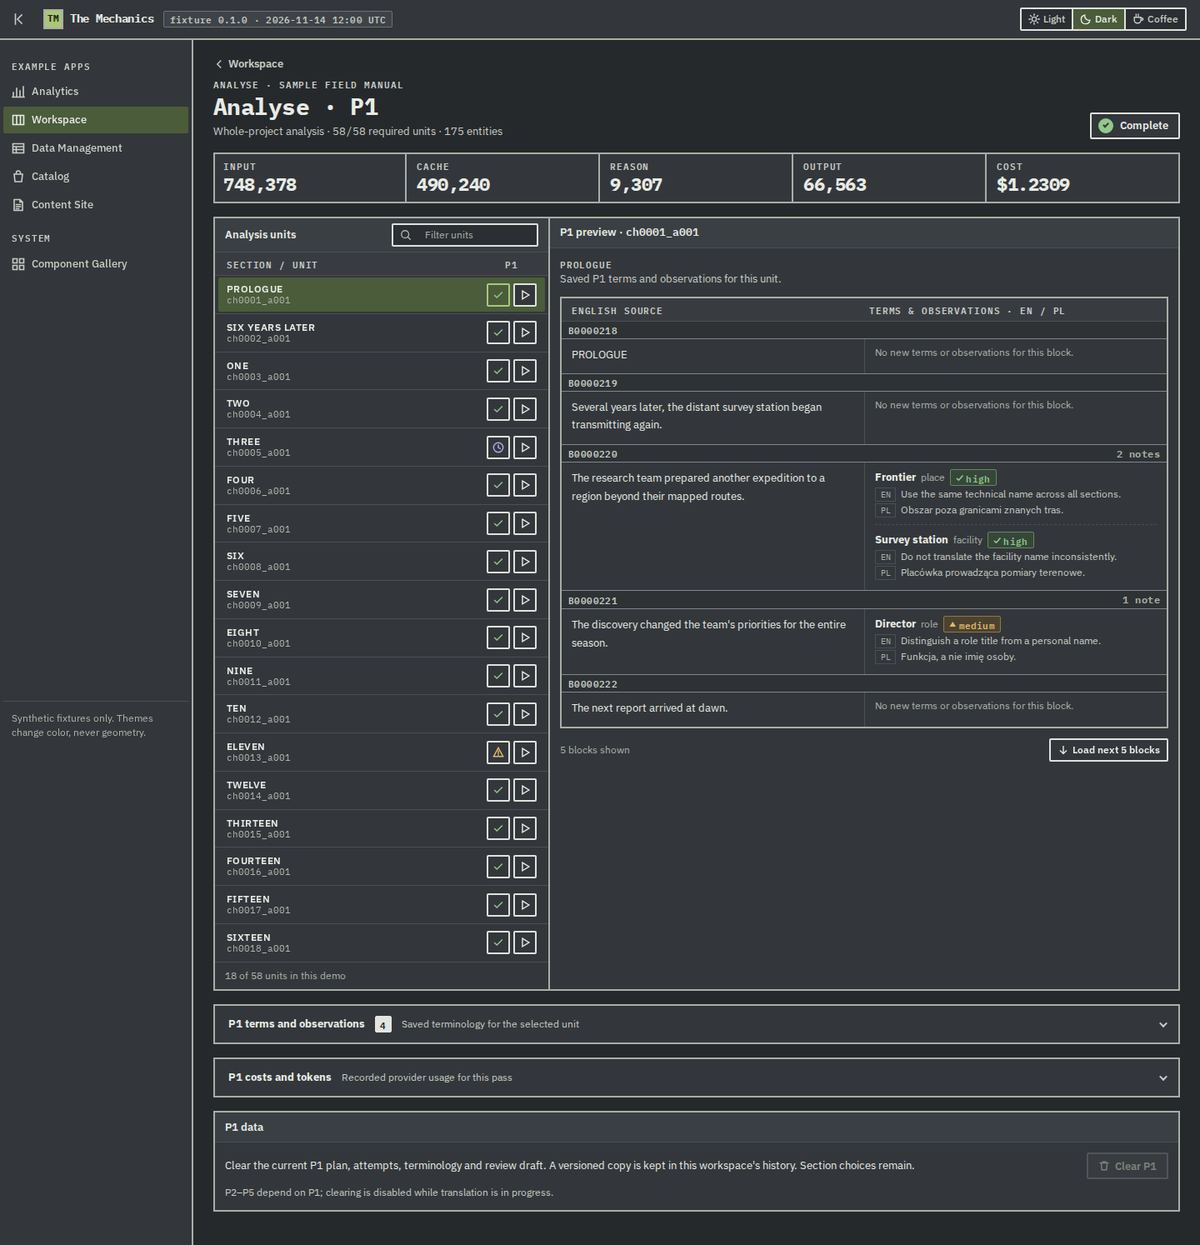 TM The Mechanics fixture 0.1.0 · 2026-11-14 12:00 UTC Light Dark Coffee
EXAMPLE APPS
Analytics
Workspace
Data Management
Catalog
Content Site
SYSTEM
Component Gallery
Synthetic fixtures only. Themes
change color, never geometry.
Workspace
ANALYSE · SAMPLE FIELD MANUAL
Analyse · P1
Whole-project analysis · 58/58 required units · 175 entities
Complete
INPUT
748,378
CACHE
490,240
REASON
9,307
OUTPUT
66,563
COST
$1.2309
Analysis units
Filter units
SECTION / UNIT P1
PROLOGUE
ch0001_a001
SIX YEARS LATER
ch0002_a001
ONE
ch0003_a001
TWO
ch0004_a001
THREE
ch0005_a001
FOUR
ch0006_a001
FIVE
ch0007_a001
SIX
ch0008_a001
SEVEN
ch0009_a001
EIGHT
ch0010_a001
NINE
ch0011_a001
TEN
ch0012_a001
ELEVEN
ch0013_a001
TWELVE
ch0014_a001
THIRTEEN
ch0015_a001
FOURTEEN
ch0016_a001
FIFTEEN
ch0017_a001
SIXTEEN
ch0018_a001
18 of 58 units in this demo
P1 preview · ch0001_a001
PROLOGUE
Saved P1 terms and observations for this unit.
ENGLISH SOURCE TERMS & OBSERVATIONS · EN / PL
B0000218
PROLOGUE
No new terms or observations for this block.
B0000219
Several years later, the distant survey station began
transmitting again.
No new terms or observations for this block.
B0000220 2 notes
The research team prepared another expedition to a
region beyond their mapped routes.
Frontier place high
EN Use the same technical name across all sections.
PL Obszar poza granicami znanych tras.
Survey station facility high
EN Do not translate the facility name inconsistently.
PL Placówka prowadząca pomiary terenowe.
B0000221 1 note
The discovery changed the team's priorities for the entire
season.
Director role medium
EN Distinguish a role title from a personal name.
PL Funkcja, a nie imię osoby.
B0000222
The next report arrived at dawn.
No new terms or observations for this block.
5 blocks shown
Load next 5 blocks
P1 terms and observations 4 Saved terminology for the selected unit
P1 costs and tokens Recorded provider usage for this pass
P1 data
Clear the current P1 plan, attempts, terminology and review draft. A versioned copy is kept in this workspace's history. Section choices remain.
Clear P1
P2–P5 depend on P1; clearing is disabled while translation is in progress.